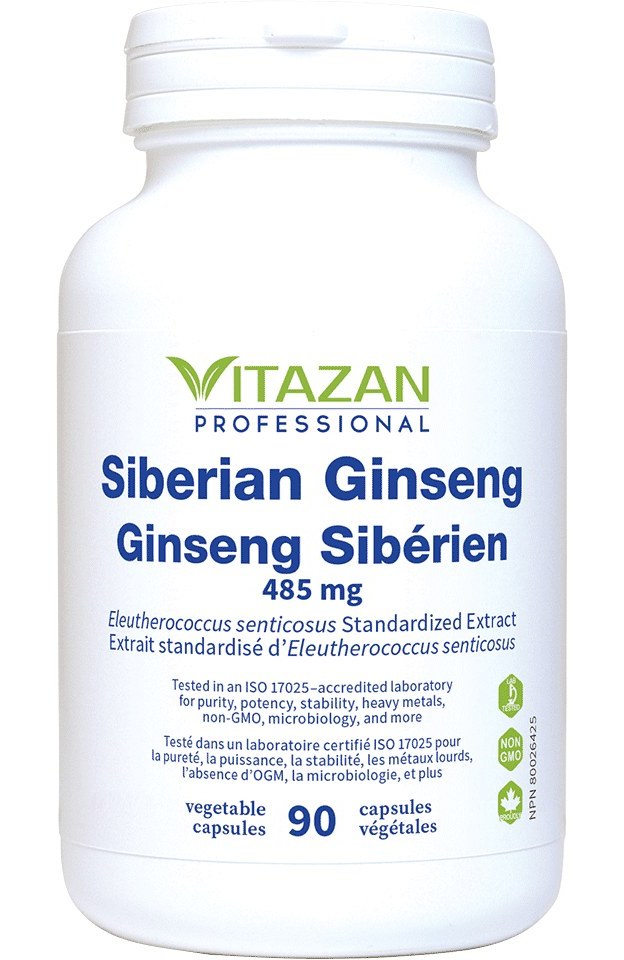 VITAZAN
PROFESSIONAL
Siberian Ginseng
Ginseng Sibérien
485 mg
Eleutherococcus senticosus Standardized Extract
Extrait standardisé d’Eleutherococcus senticosus
Tested in an ISO 17025–accredited laboratory
for purity, potency, stability, heavy metals,
non-GMO, microbiology, and more
Testé dans un laboratoire certifié ISO 17025 pour
la pureté, la puissance, la stabilité, les métaux lourds,
l’absence d’OGM, la microbiologie, et plus
LAB
TESTED
NON
GMO
PROUDLY
NPN 80026425
vegetable
capsules
90
capsules
végétales